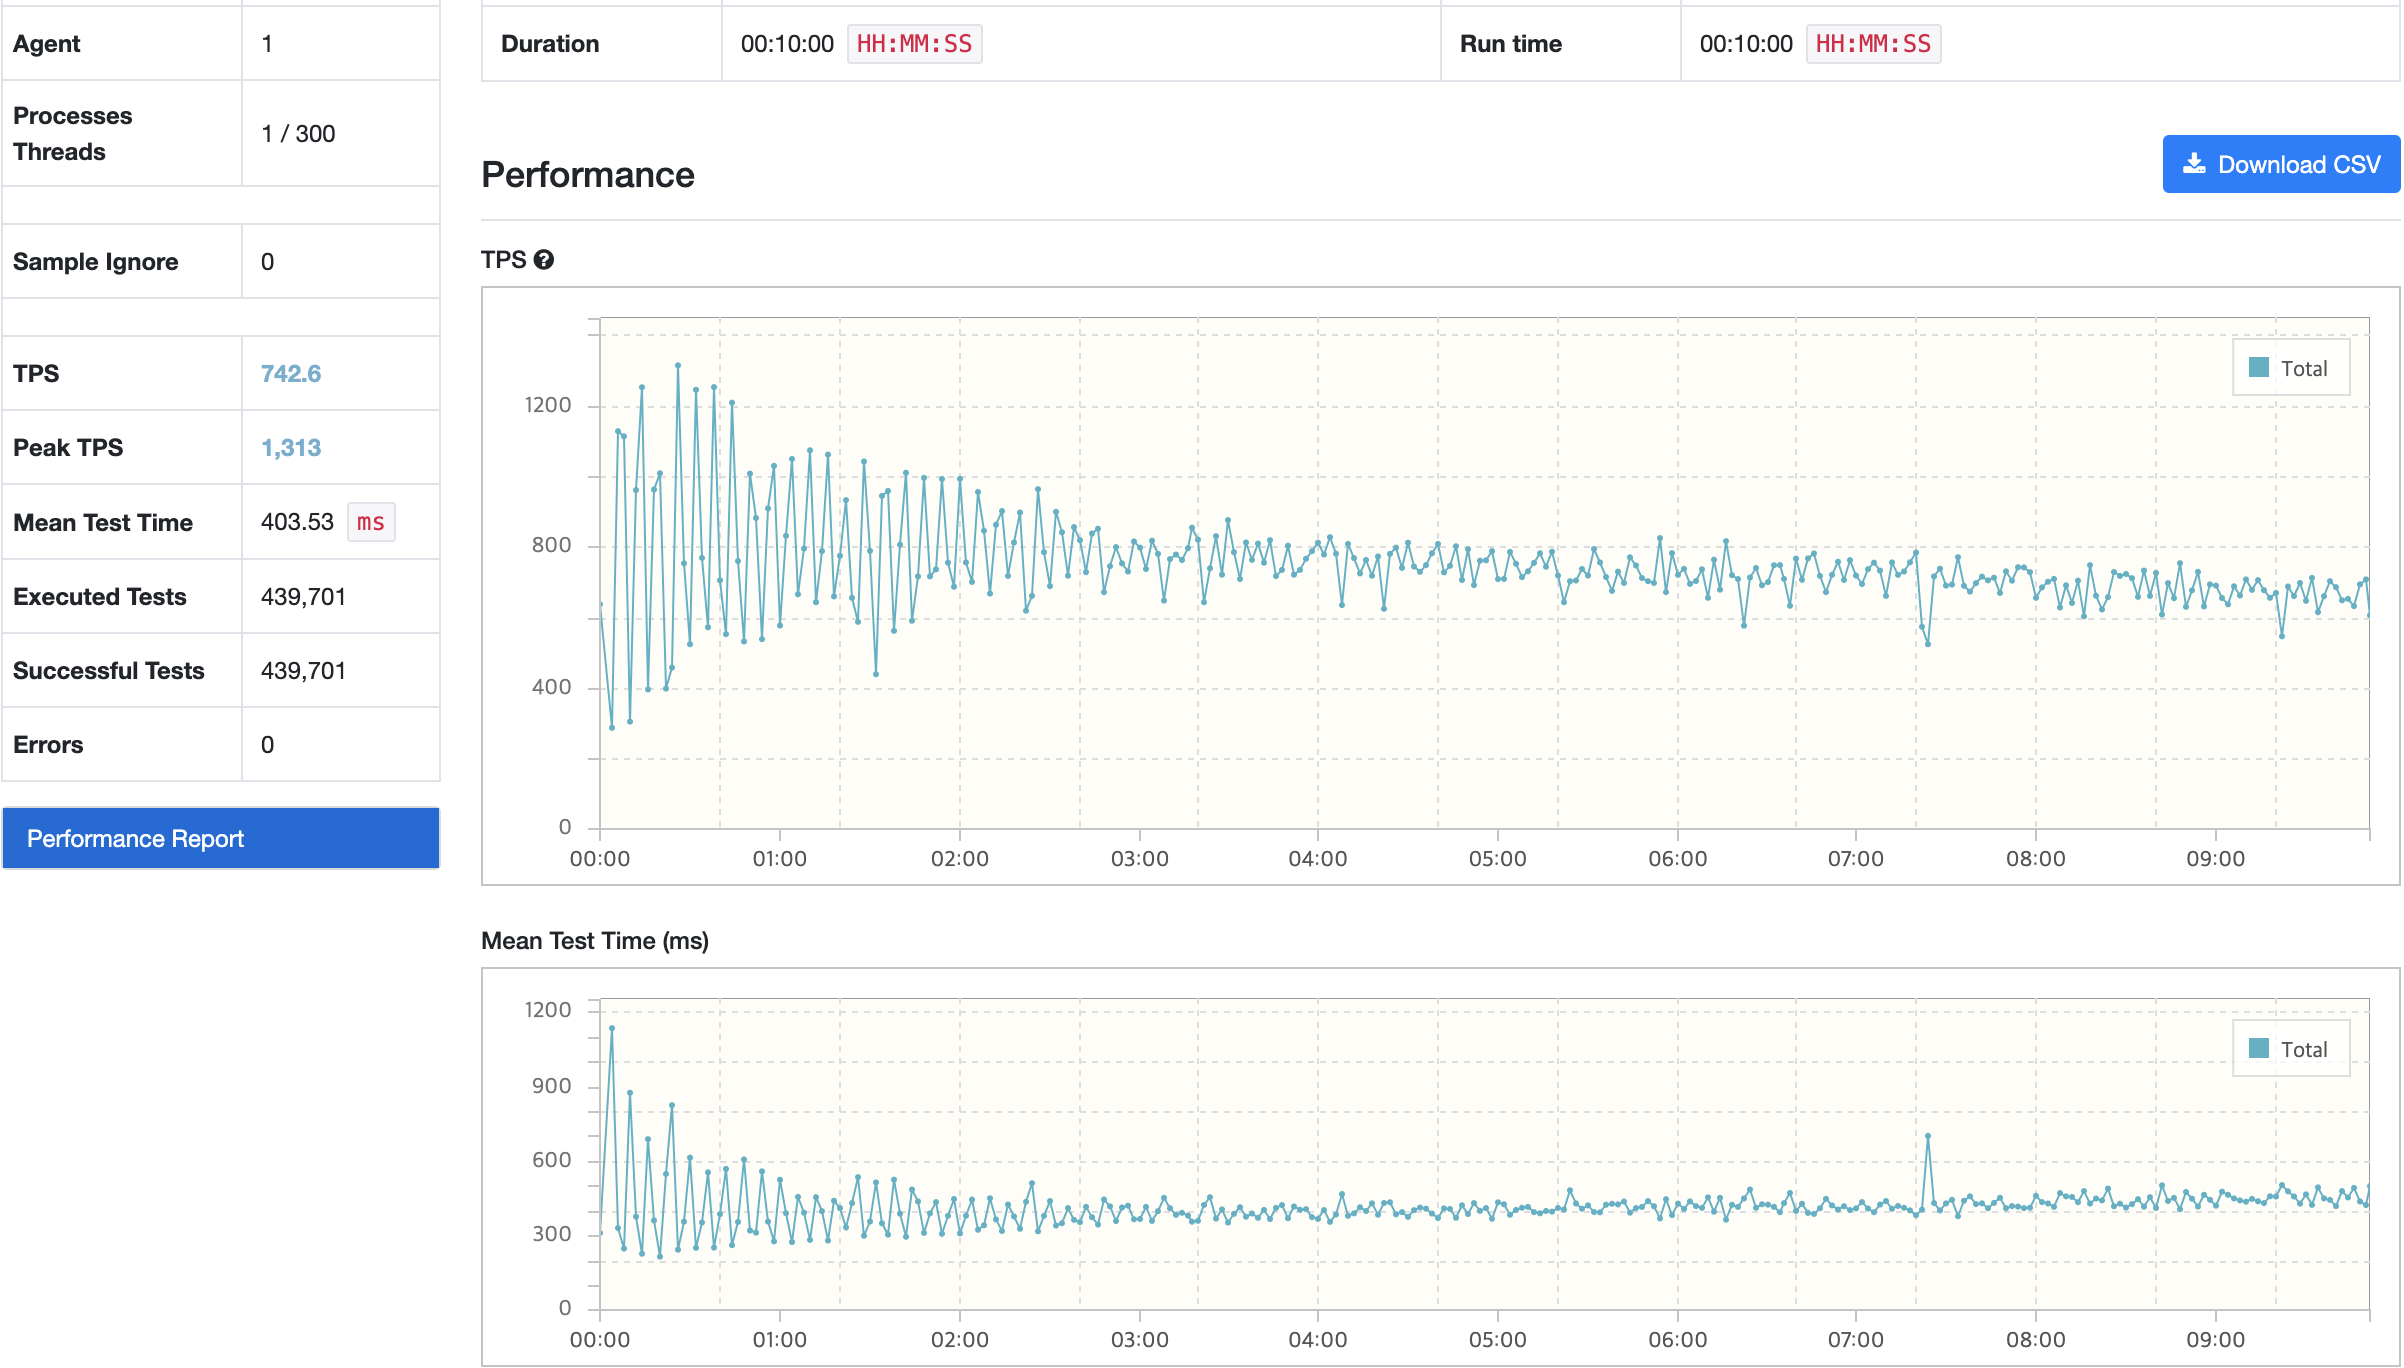 Agent 1
Processes
Threads
1 / 300
Sample Ignore 0
TPS 742.6
Peak TPS 1,313
Mean Test Time 403.53 ms
Executed Tests 439,701
Successful Tests 439,701
Errors 0
Performance Report
Duration 00:10:00 HH:MM:SS Run time 00:10:00 HH:MM:SS
Performance
Download CSV
TPS ?
Total
1200
800
400
0
00:00 01:00 02:00 03:00 04:00 05:00 06:00 07:00 08:00 09:00
Mean Test Time (ms)
Total
1200
900
600
300
0
00:00 01:00 02:00 03:00 04:00 05:00 06:00 07:00 08:00 09:00